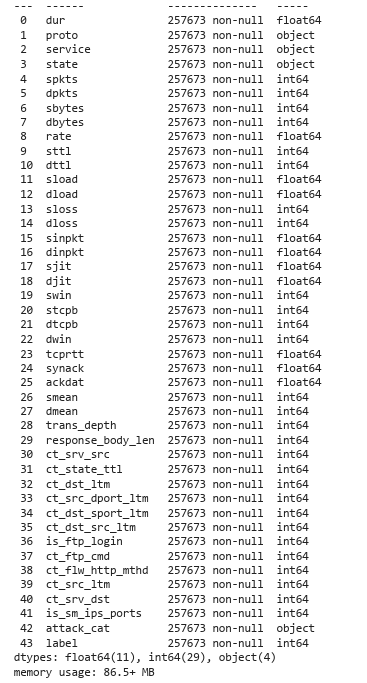 ---  ------             --------------   -----
 0   dur                257673 non-null  float64
 1   proto              257673 non-null  object
 2   service            257673 non-null  object
 3   state              257673 non-null  object
 4   spkts              257673 non-null  int64
 5   dpkts              257673 non-null  int64
 6   sbytes             257673 non-null  int64
 7   dbytes             257673 non-null  int64
 8   rate               257673 non-null  float64
 9   sttl               257673 non-null  int64
 10  dttl               257673 non-null  int64
 11  sload              257673 non-null  float64
 12  dload              257673 non-null  float64
 13  sloss              257673 non-null  int64
 14  dloss              257673 non-null  int64
 15  sinpkt             257673 non-null  float64
 16  dinpkt             257673 non-null  float64
 17  sjit               257673 non-null  float64
 18  djit               257673 non-null  float64
 19  swin               257673 non-null  int64
 20  stcpb              257673 non-null  int64
 21  dtcpb              257673 non-null  int64
 22  dwin               257673 non-null  int64
 23  tcprtt             257673 non-null  float64
 24  synack             257673 non-null  float64
 25  ackdat             257673 non-null  float64
 26  smean              257673 non-null  int64
 27  dmean              257673 non-null  int64
 28  trans_depth        257673 non-null  int64
 29  response_body_len  257673 non-null  int64
 30  ct_srv_src         257673 non-null  int64
 31  ct_state_ttl       257673 non-null  int64
 32  ct_dst_ltm         257673 non-null  int64
 33  ct_src_dport_ltm   257673 non-null  int64
 34  ct_dst_sport_ltm   257673 non-null  int64
 35  ct_dst_src_ltm     257673 non-null  int64
 36  is_ftp_login       257673 non-null  int64
 37  ct_ftp_cmd         257673 non-null  int64
 38  ct_flw_http_mthd   257673 non-null  int64
 39  ct_src_ltm         257673 non-null  int64
 40  ct_srv_dst         257673 non-null  int64
 41  is_sm_ips_ports    257673 non-null  int64
 42  attack_cat         257673 non-null  object
 43  label              257673 non-null  int64
dtypes: float64(11), int64(29), object(4)
memory usage: 86.5+ MB